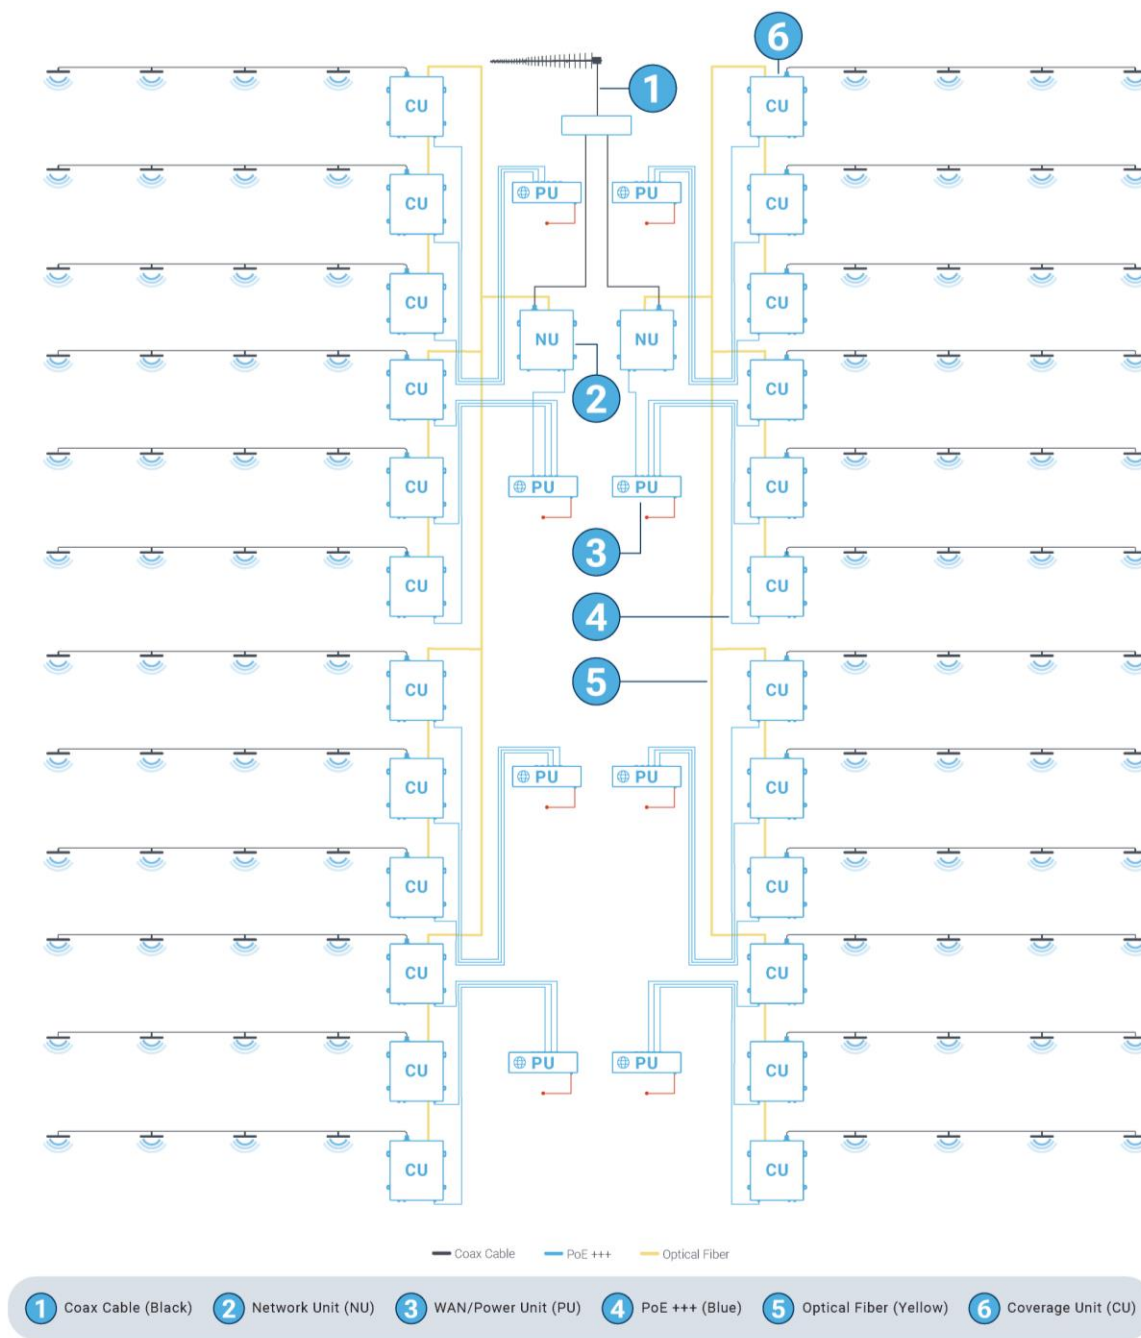 6
1
CU
CU
PU
PU
CU
CU
CU
CU
NU
NU
CU
CU
2
CU
CU
PU
PU
3
CU
CU
4
5
CU
CU
PU
PU
CU
CU
CU
CU
CU
CU
PU
PU
CU
CU
CU
CU
Coax Cable PoE +++ Optical Fiber
1 Coax Cable (Black) 2 Network Unit (NU) 3 WAN/Power Unit (PU) 4 PoE +++ (Blue) 5 Optical Fiber (Yellow) 6 Coverage Unit (CU)